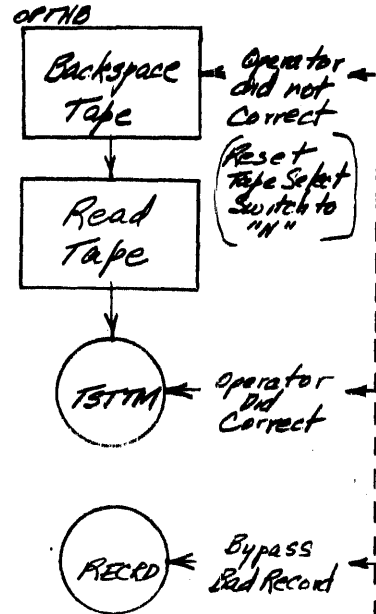 OPTNB
Backspace
Tape
Operator
did not
Correct
(Reset
Tape Select
Switch to
"N")
Read
Tape
TSTTM
Operator
Did
Correct
RECRD
Bypass
Bad Record